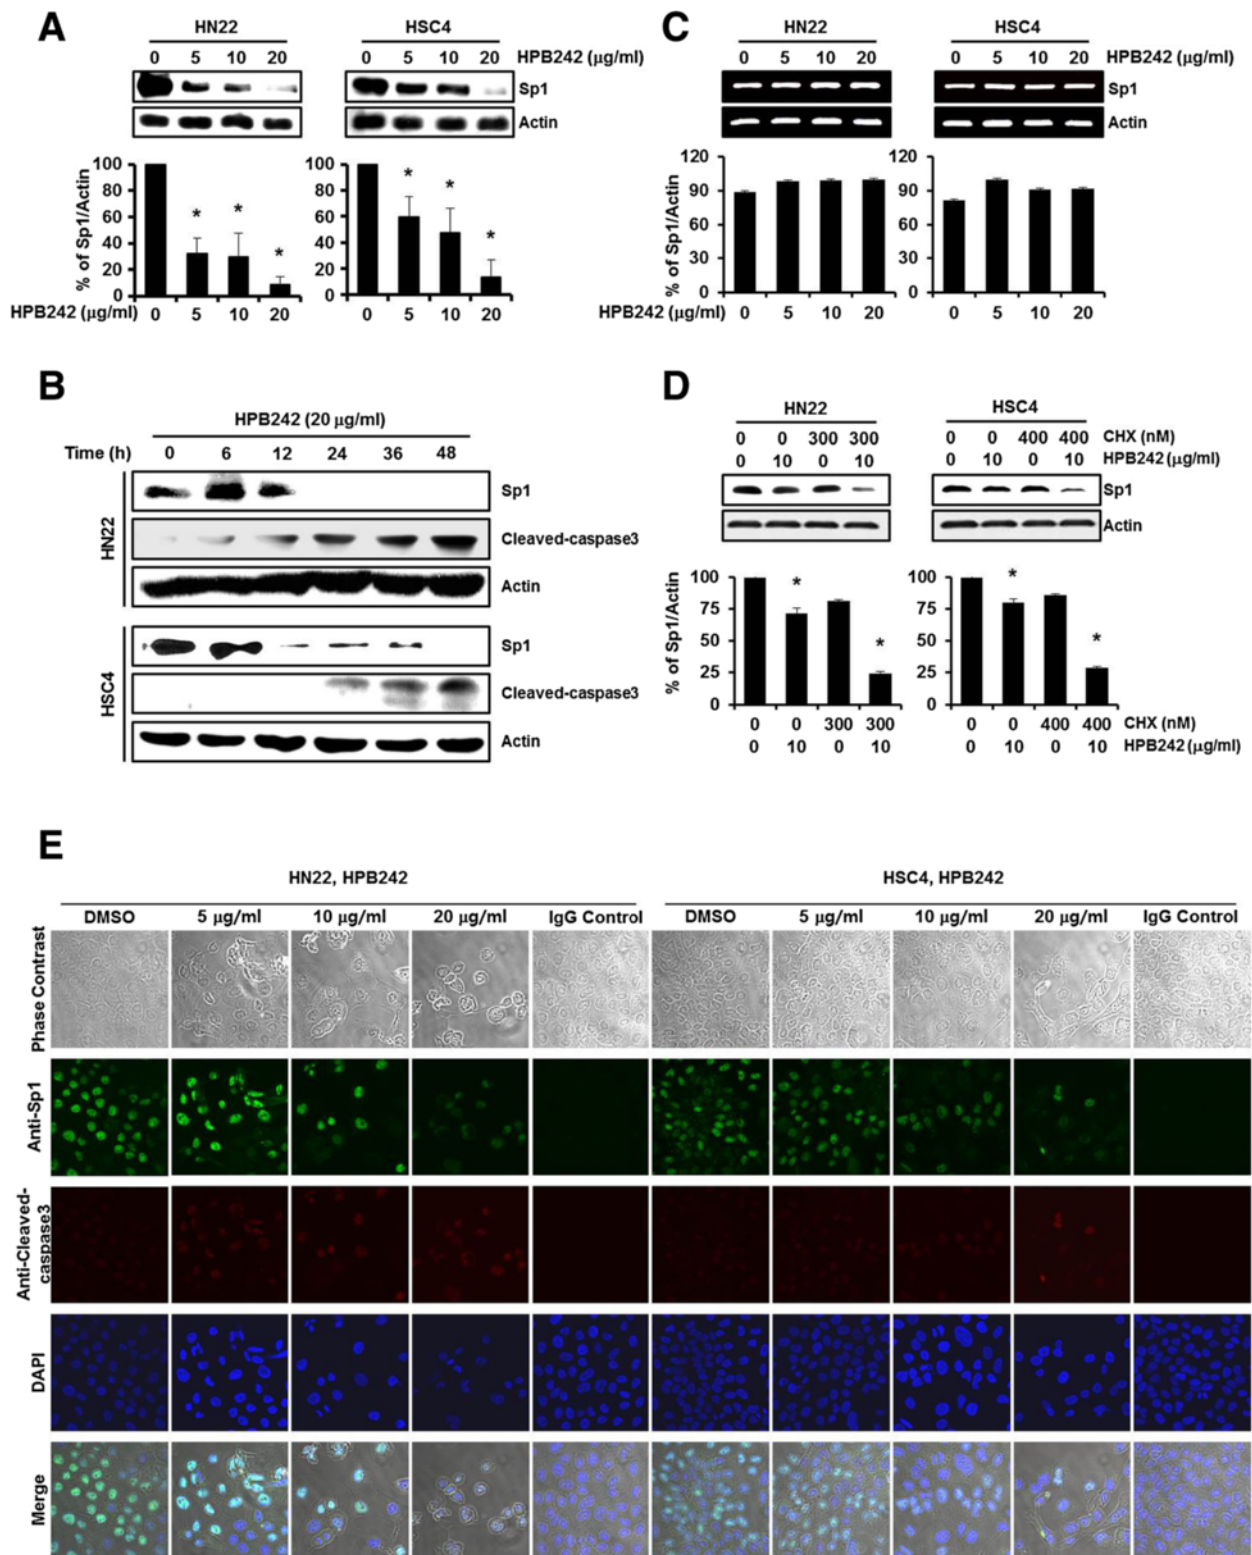 A
HN22 HSC4
0 5 10 20 0 5 10 20 HPB242 (μg/ml)
Sp1
Actin
% of Sp1/Actin
100 100
80 80
60 60
40 40
20 20
0 0
* * * * * *
HPB242 (μg/ml) 0 5 10 20 0 5 10 20
C
HN22 HSC4
0 5 10 20 0 5 10 20 HPB242 (μg/ml)
Sp1
Actin
% of Sp1/Actin
120 120
90 90
60 60
30 30
0 0
HPB242 (μg/ml) 0 5 10 20 0 5 10 20
B
HPB242 (20 μg/ml)
Time (h) 0 6 12 24 36 48
HN22
Sp1
Cleaved-caspase3
Actin
HSC4
Sp1
Cleaved-caspase3
Actin
D
HN22 HSC4
0 0 300 300 0 0 400 400 CHX (nM)
0 10 0 10 0 10 0 10 HPB242 (μg/ml)
Sp1
Actin
% of Sp1/Actin
100 100
75 75
50 50
25 25
0 0
* * * *
0 0 300 300 0 0 400 400 CHX (nM)
0 10 0 10 0 10 0 10 HPB242 (μg/ml)
E
HN22, HPB242 HSC4, HPB242
DMSO 5 μg/ml 10 μg/ml 20 μg/ml IgG Control DMSO 5 μg/ml 10 μg/ml 20 μg/ml IgG Control
Phase Contrast
Anti-Sp1
Anti-Cleaved-
caspase3
DAPI
Merge